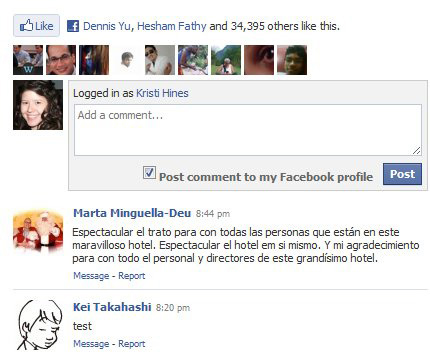 Like Dennis Yu, Hesham Fathy and 34,395 others like this.
Logged in as Kristi Hines
Add a comment...
Post comment to my Facebook profile Post
Marta Minguella-Deu 8:44 pm
Espectacular el trato para con todas las personas que están en este
maravilloso hotel. Espectacular el hotel em si mismo. Y mi agradecimiento
para con todo el personal y directores de este grandísimo hotel.
Message - Report
Kei Takahashi 8:20 pm
test
Message - Report